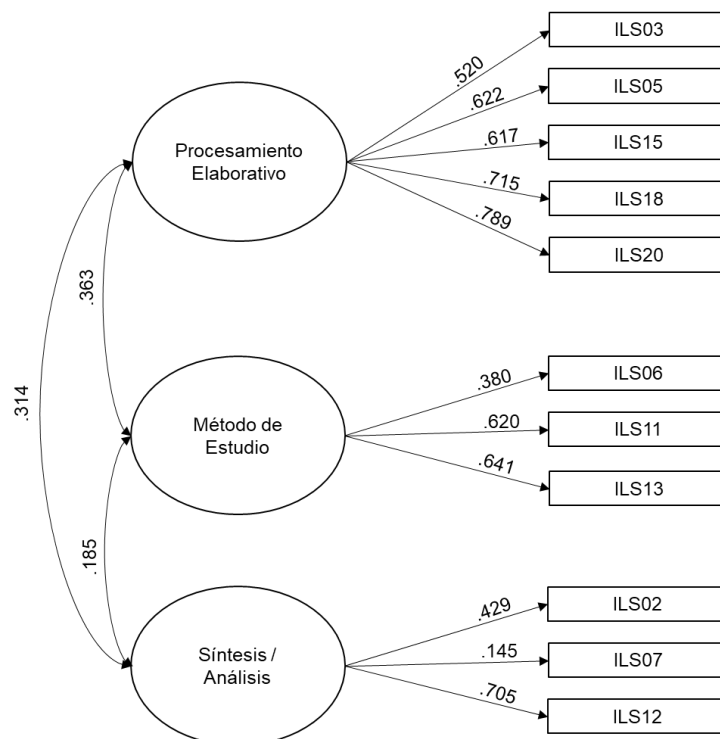 ILS03
.520
ILS05
.622
Procesamiento
Elaborativo
.617
ILS15
.715
ILS18
.789
ILS20
.363
.314
.380
ILS06
Método de
Estudio
.620
ILS11
.641
ILS13
.185
.429
ILS02
Síntesis /
Análisis
.145
ILS07
.705
ILS12